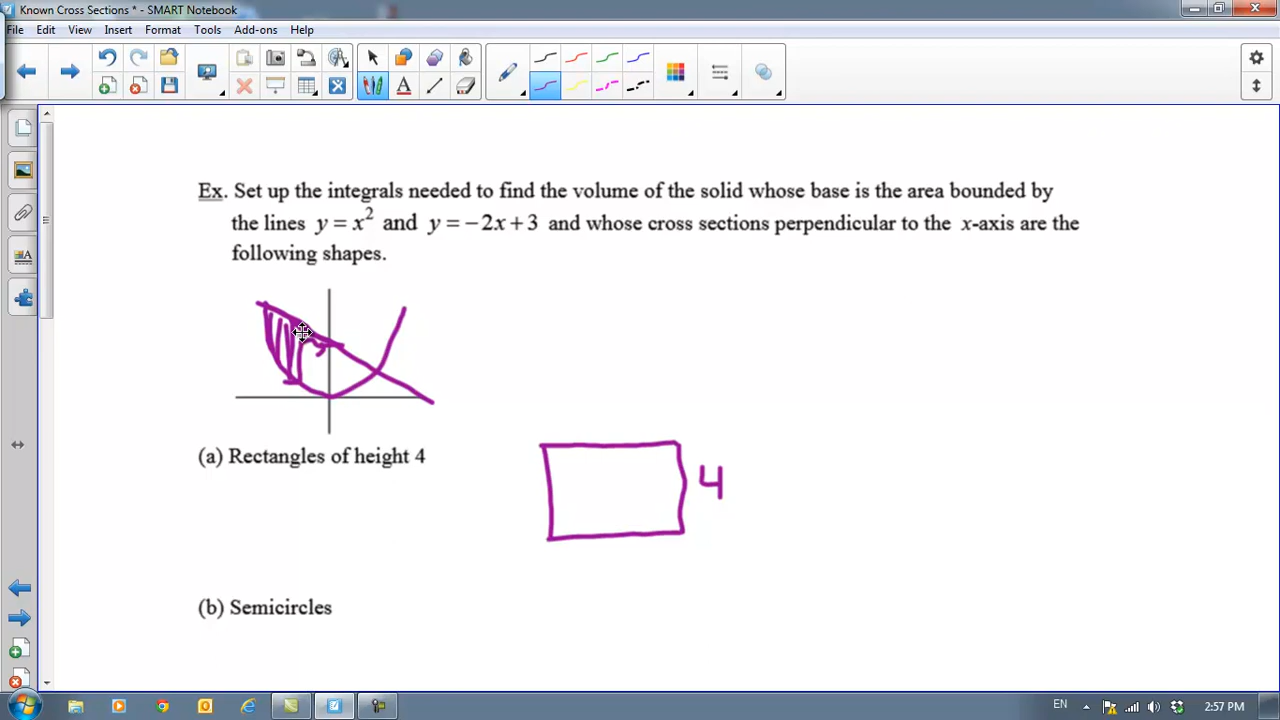 Known Cross Sections * - SMART Notebook
File Edit View Insert Format Tools Add-ons Help
Ex. Set up the integrals needed to find the volume of the solid whose base is the area bounded by
the lines y = x² and y = −2x + 3 and whose cross sections perpendicular to the x-axis are the
following shapes.
(a) Rectangles of height 4
4
(b) Semicircles
EN 2:57 PM